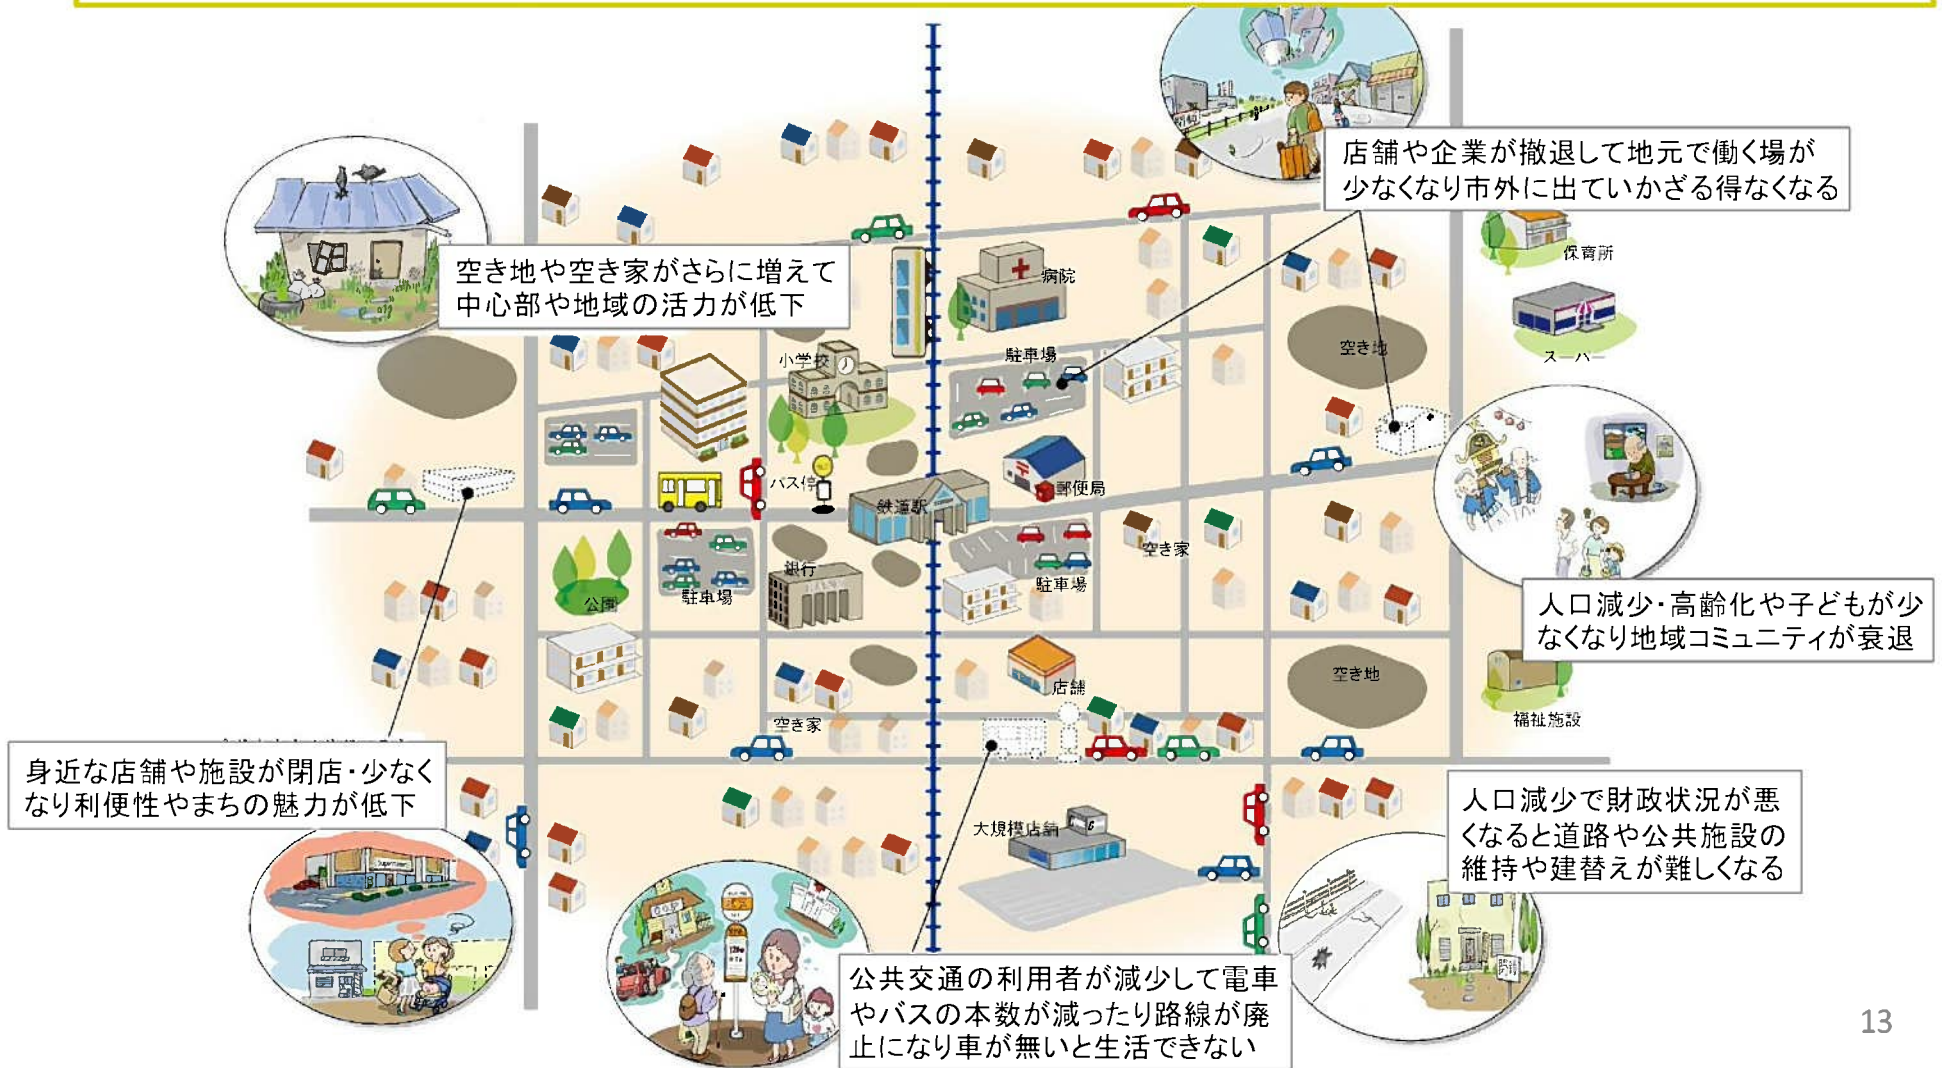 店舗や企業が撤退して地元で働く場が
少なくなり市外に出ていかざる得なくなる
保育所
空き地や空き家がさらに増えて
中心部や地域の活力が低下
病院
スーパー
小学校
駐車場
空き地
バス停
鉄道駅
郵便局
空き家
銀行
公園
駐車場
駐車場
人口減少・高齢化や子どもが少
なくなり地域コミュニティが衰退
空き地
店舗
福祉施設
空き家
身近な店舗や施設が閉店・少なく
なり利便性やまちの魅力が低下
人口減少で財政状況が悪
くなると道路や公共施設の
維持や建替えが難しくなる
大規模店舗
公共交通の利用者が減少して電車
やバスの本数が減ったり路線が廃
止になり車が無いと生活できない
13